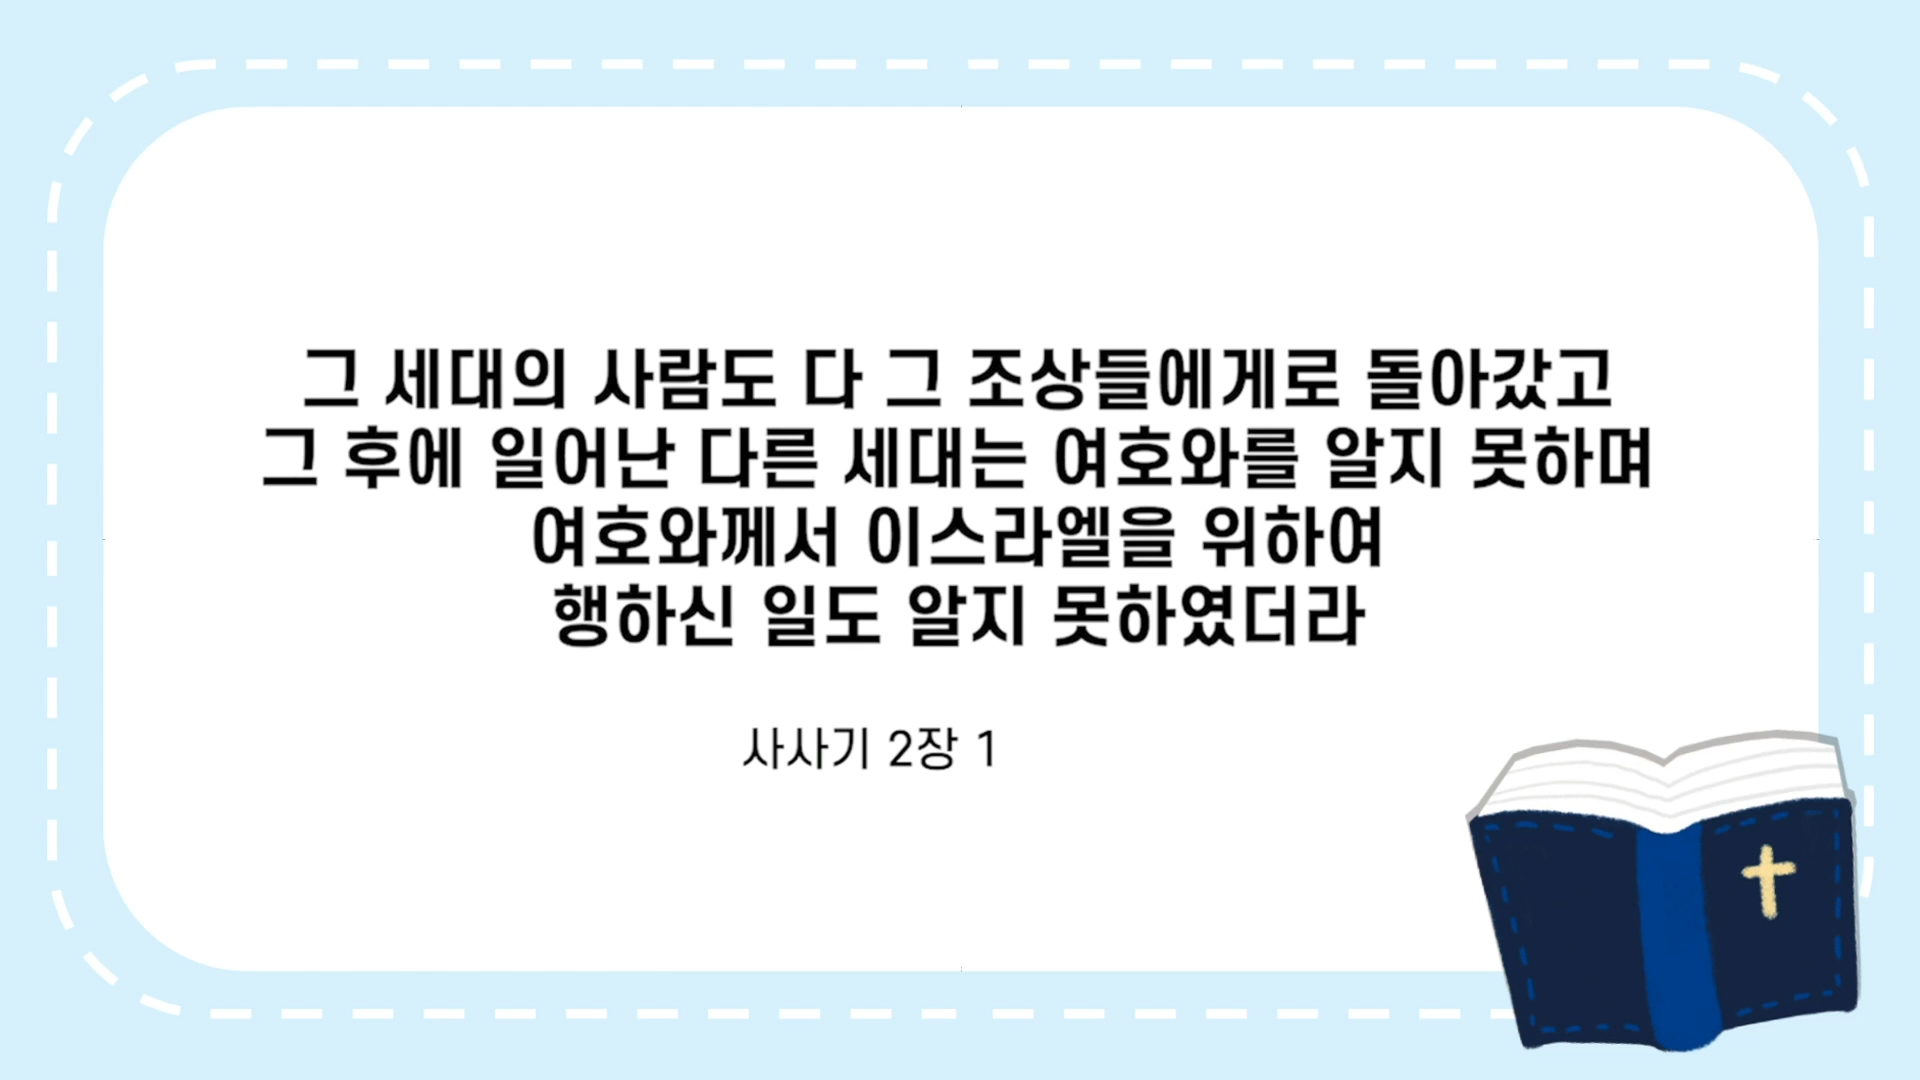 그 세대의 사람도 다 그 조상들에게로 돌아갔고
그 후에 일어난 다른 세대는 여호와를 알지 못하며
여호와께서 이스라엘을 위하여
행하신 일도 알지 못하였더라
사사기 2장 1